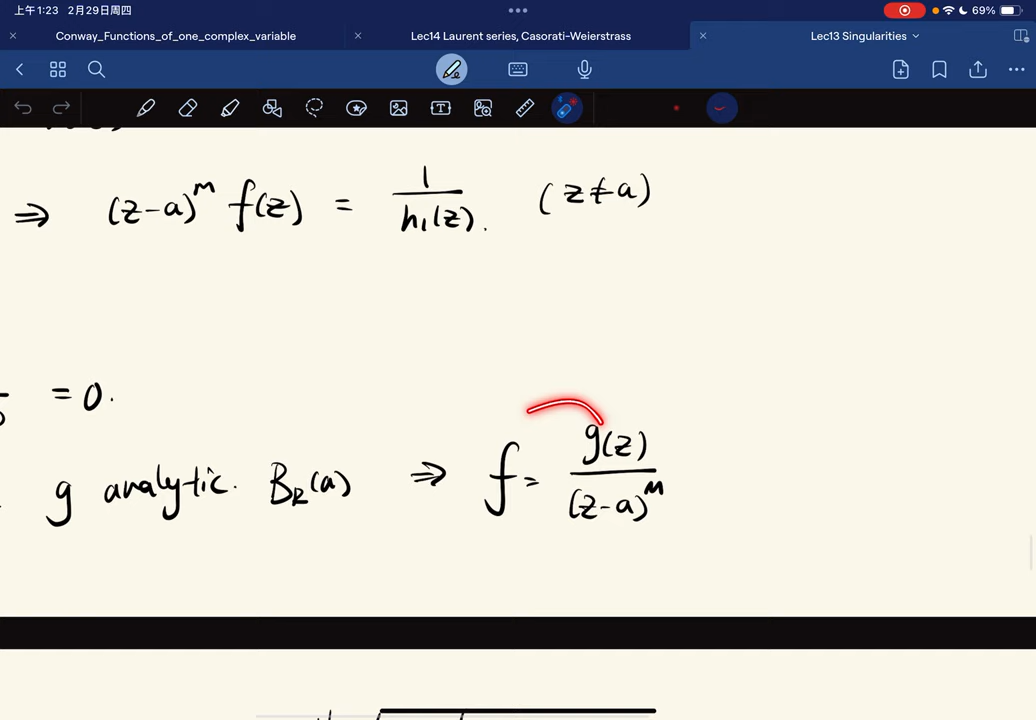 上午1:23 2月29日周四
69%
Conway_Functions_of_one_complex_variable
Lec14 Laurent series, Casorati-Weierstrass
Lec13 Singularities
⇒ (z-a)^m f(z) = 1/h₁(z). (z≠a)
= 0.
g analytic. B_R(a) ⇒ f = g(z)/(z-a)^m